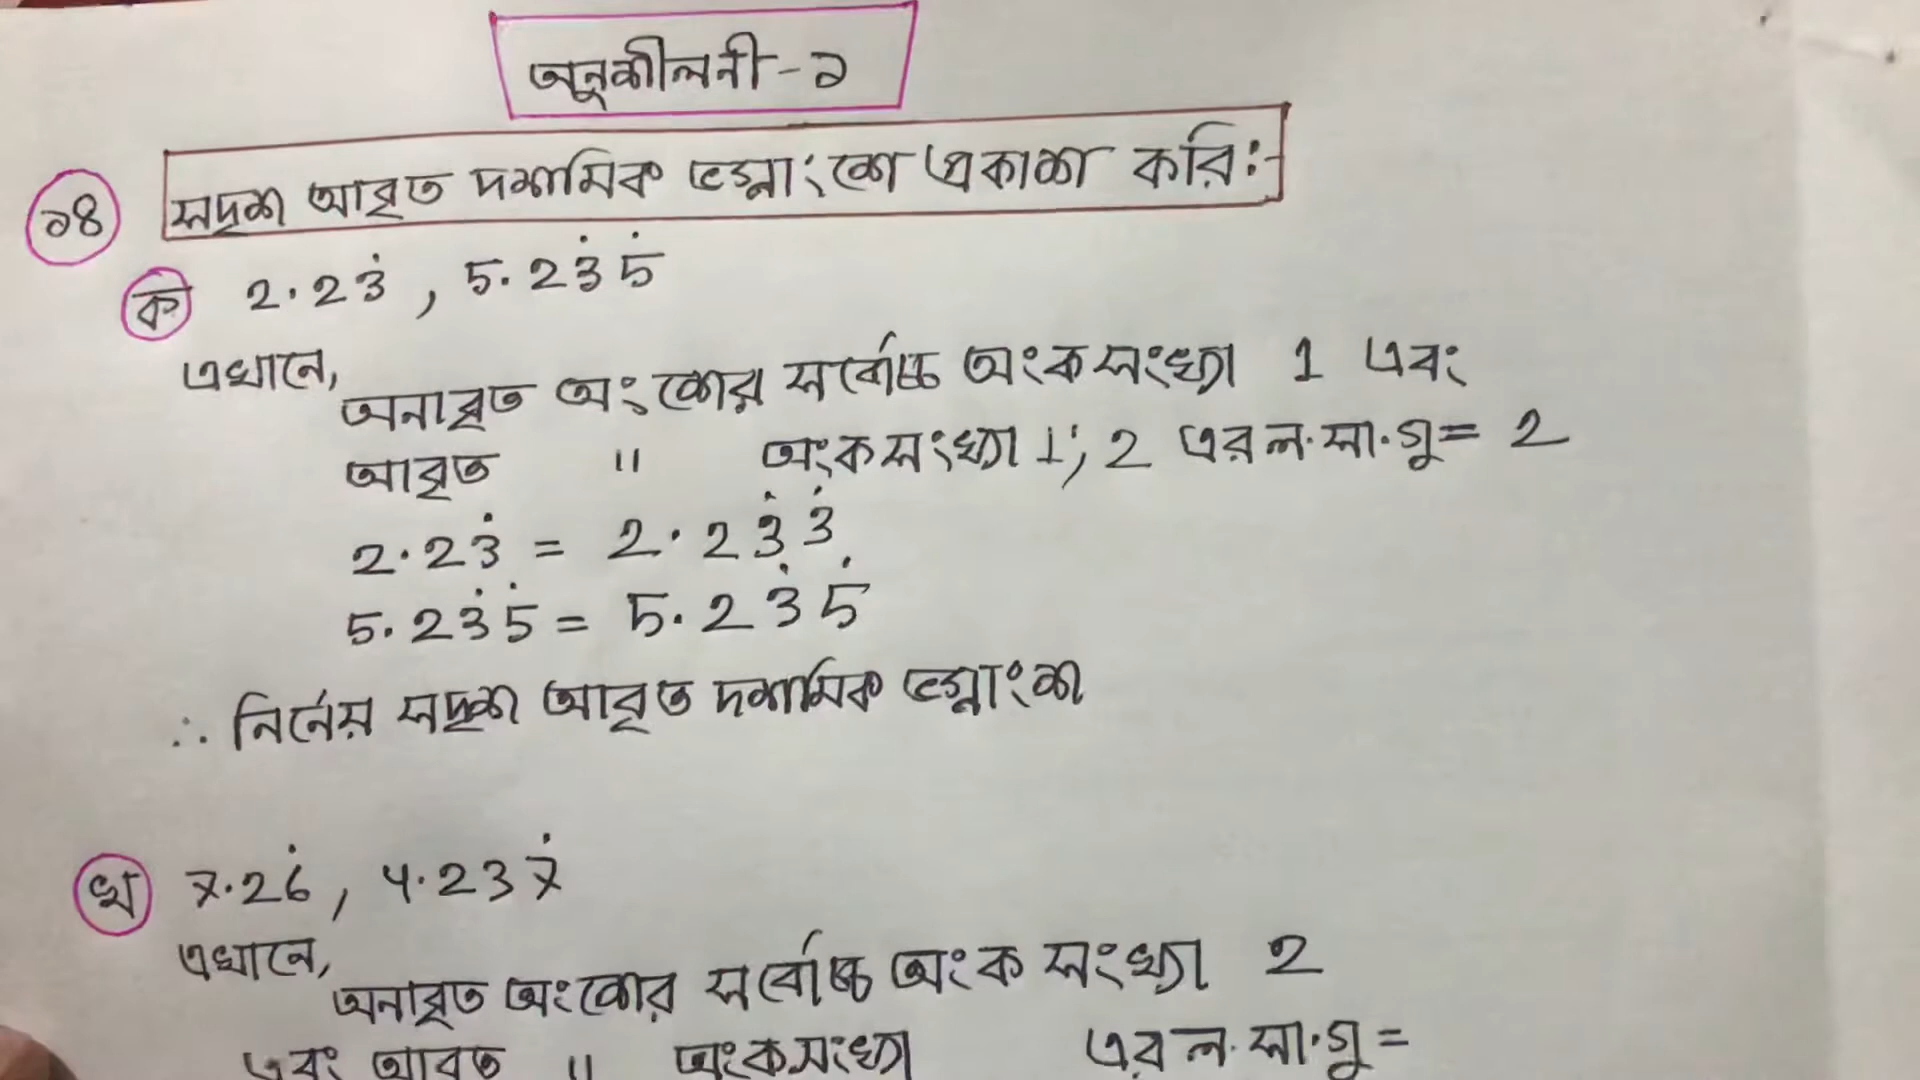 অনুশীলনী-১
১৪ সদৃশ আবৃত দশমিক ভগ্নাংশে প্রকাশ করি:-
ক 2.23̇, 5.23̇5̇
এখানে,
অনাবৃত অংশের সর্বোচ্চ অংকসংখ্যা 1 এবং
আবৃত " অংকসংখ্যা 1, 2 এর ল.সা.গু = 2
2.23̇ = 2.23̇3̇
5.23̇5̇ = 5.23̇5̇
∴ নির্নেয় সদৃশ আবৃত দশমিক ভগ্নাংশ
খ 7.26̇, 4.237̇
এখানে,
অনাবৃত অংশের সর্বোচ্চ অংক সংখ্যা 2
এবং আবৃত " অংকসংখ্যা এর ল.সা.গু =